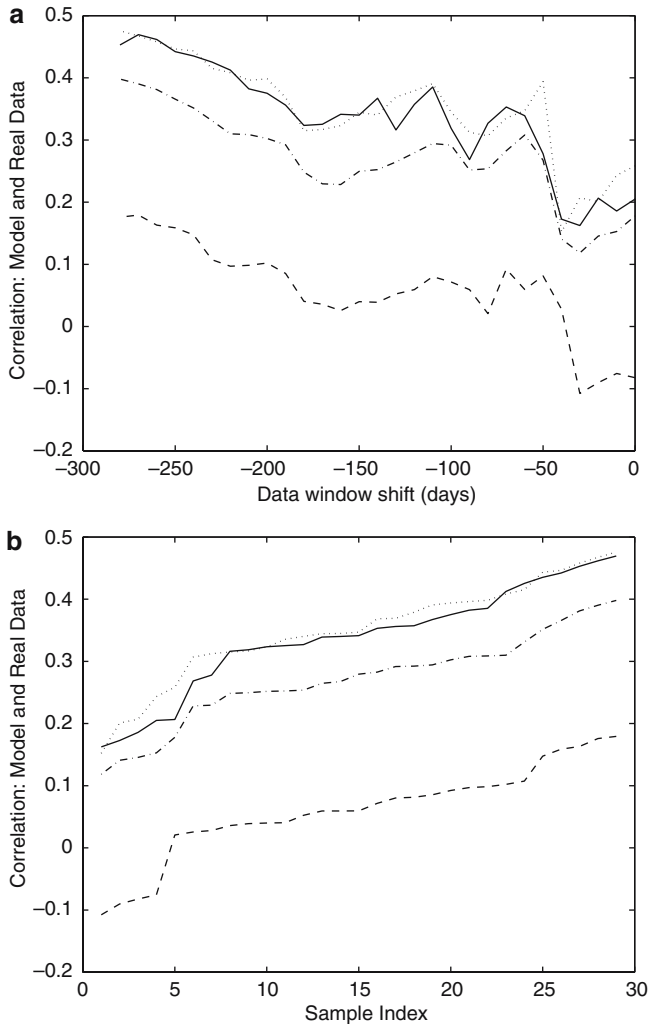 a
0.5
0.4
0.3
0.2
0.1
0
−0.1
−0.2
Correlation: Model and Real Data
−300 −250 −200 −150 −100 −50 0
Data window shift (days)
b
0.5
0.4
0.3
0.2
0.1
0
−0.1
−0.2
Correlation: Model and Real Data
0 5 10 15 20 25 30
Sample Index